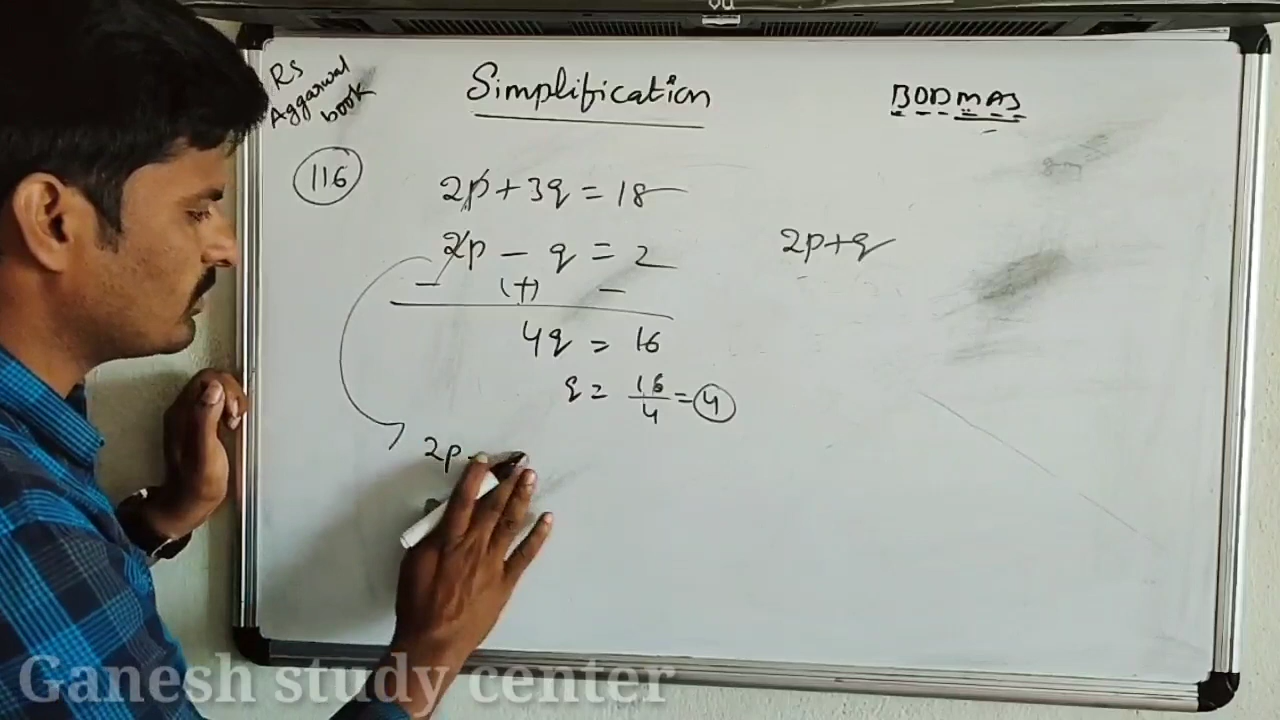 RS
Aggarwal
book
Simplification
BODMAS
116
2p + 3q = 18
2p - q = 2
- (+) -
2p+q
4q = 16
q = 16/4 = 4
2p -
Ganesh study center